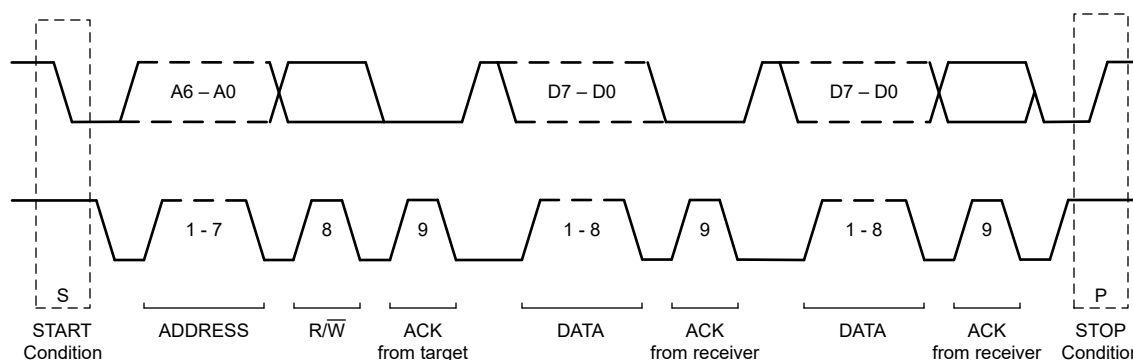 A6 – A0
D7 – D0
D7 – D0
1 - 7
8
9
1 - 8
9
1 - 8
9
S
P
START
Condition
ADDRESS
R/W̅
ACK
from target
DATA
ACK
from receiver
DATA
ACK
from receiver
STOP
Condition